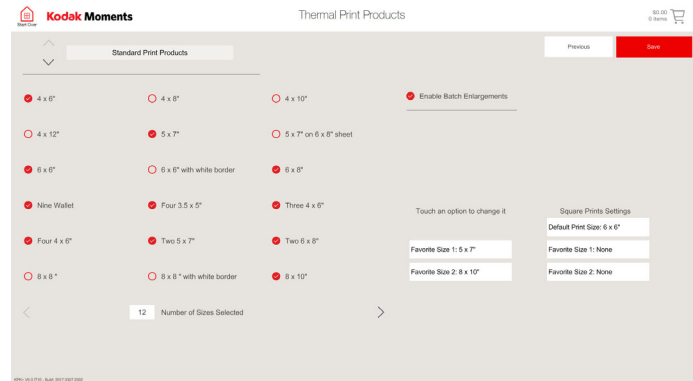 Start Over
Kodak Moments
Thermal Print Products
$0.00
0 Items
Standard Print Products
Previous
Save
4 x 6"
4 x 8"
4 x 10"
Enable Batch Enlargements
4 x 12"
5 x 7"
5 x 7" on 6 x 8" sheet
6 x 6"
6 x 6" with white border
6 x 8"
Nine Wallet
Four 3.5 x 5"
Three 4 x 6"
Touch an option to change it
Square Prints Settings
Default Print Size: 6 x 6"
Four 4 x 6"
Two 5 x 7"
Two 6 x 8"
Favorite Size 1: 5 x 7"
Favorite Size 1: None
8 x 8 "
8 x 8 " with white border
8 x 10"
Favorite Size 2: 8 x 10"
Favorite Size 2: None
12
Number of Sizes Selected